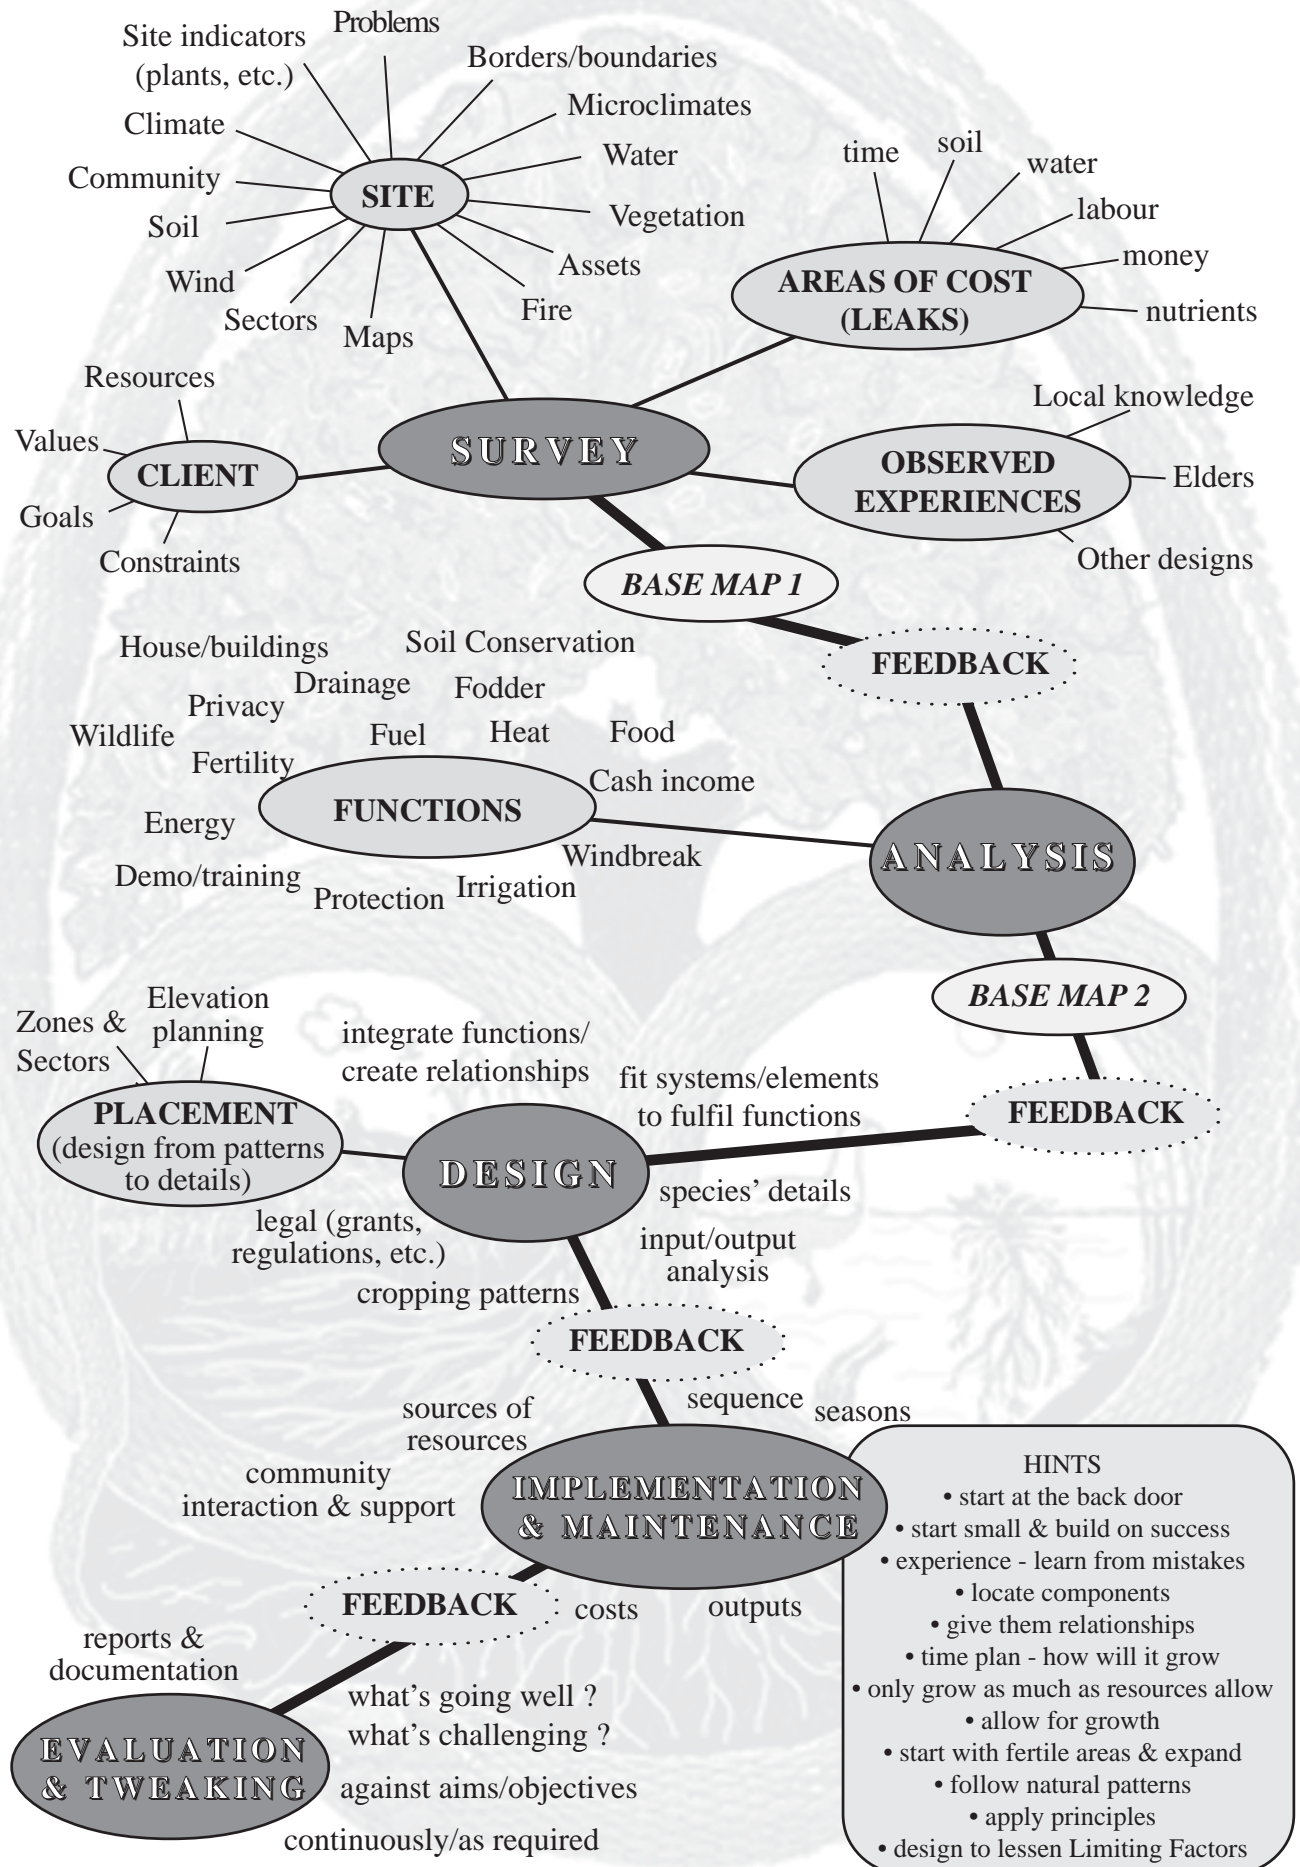 Problems
Site indicators
(plants, etc.)
Borders/boundaries
Microclimates
Climate
Water
Community
SITE
Vegetation
Soil
Assets
Wind
Fire
Sectors
Maps
time
soil
water
labour
money
nutrients
AREAS OF COST
(LEAKS)
Resources
Values
CLIENT
Goals
Constraints
SURVEY
Local knowledge
OBSERVED
EXPERIENCES
Elders
Other designs
BASE MAP 1
FEEDBACK
House/buildings
Soil Conservation
Drainage
Fodder
Privacy
Wildlife
Fuel
Heat
Food
Fertility
Cash income
FUNCTIONS
Energy
Windbreak
Demo/training
Protection
Irrigation
ANALYSIS
BASE MAP 2
FEEDBACK
Elevation
planning
Zones &
Sectors
integrate functions/
create relationships
fit systems/elements
to fulfil functions
PLACEMENT
(design from patterns
to details)
DESIGN
species' details
legal (grants,
regulations, etc.)
input/output
analysis
cropping patterns
FEEDBACK
sequence
seasons
sources of
resources
community
interaction & support
IMPLEMENTATION
& MAINTENANCE
FEEDBACK
costs
outputs
reports &
documentation
what's going well ?
what's challenging ?
EVALUATION
& TWEAKING
against aims/objectives
continuously/as required
HINTS
• start at the back door
• start small & build on success
• experience - learn from mistakes
• locate components
• give them relationships
• time plan - how will it grow
• only grow as much as resources allow
• allow for growth
• start with fertile areas & expand
• follow natural patterns
• apply principles
• design to lessen Limiting Factors